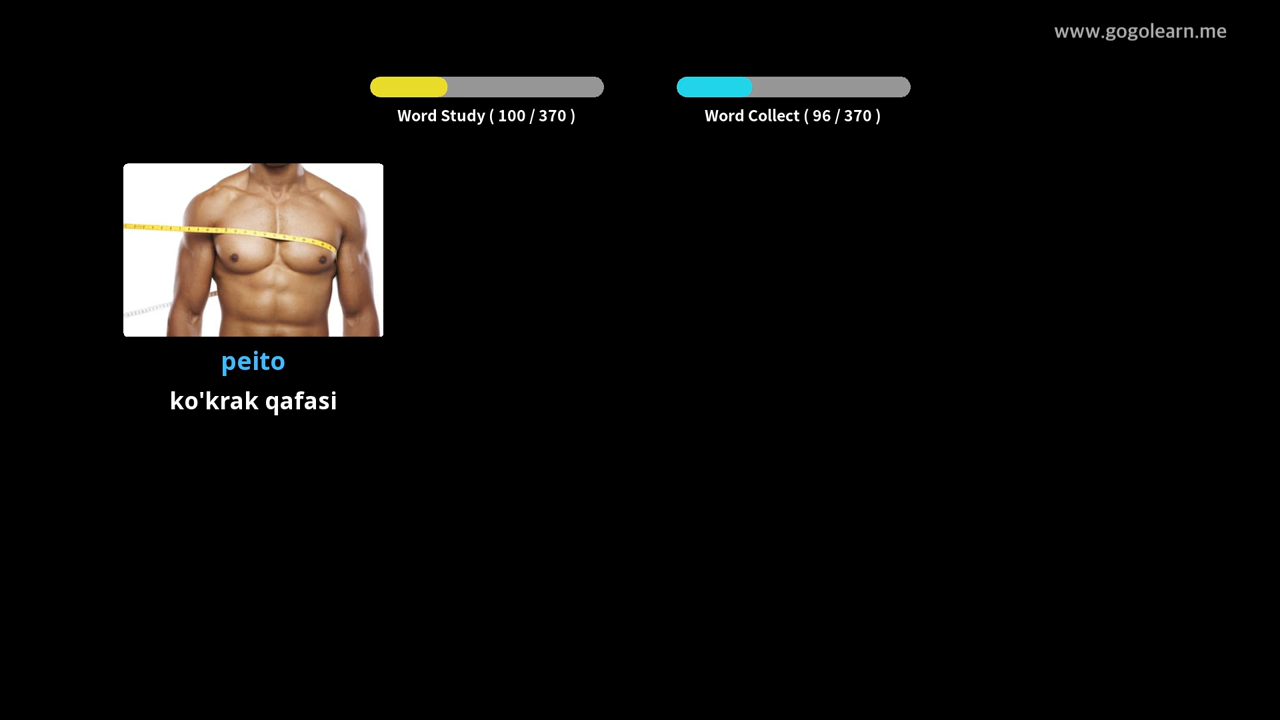 www.gogolearn.me
Word Study ( 100 / 370 )
Word Collect ( 96 / 370 )
peito
ko'krak qafasi